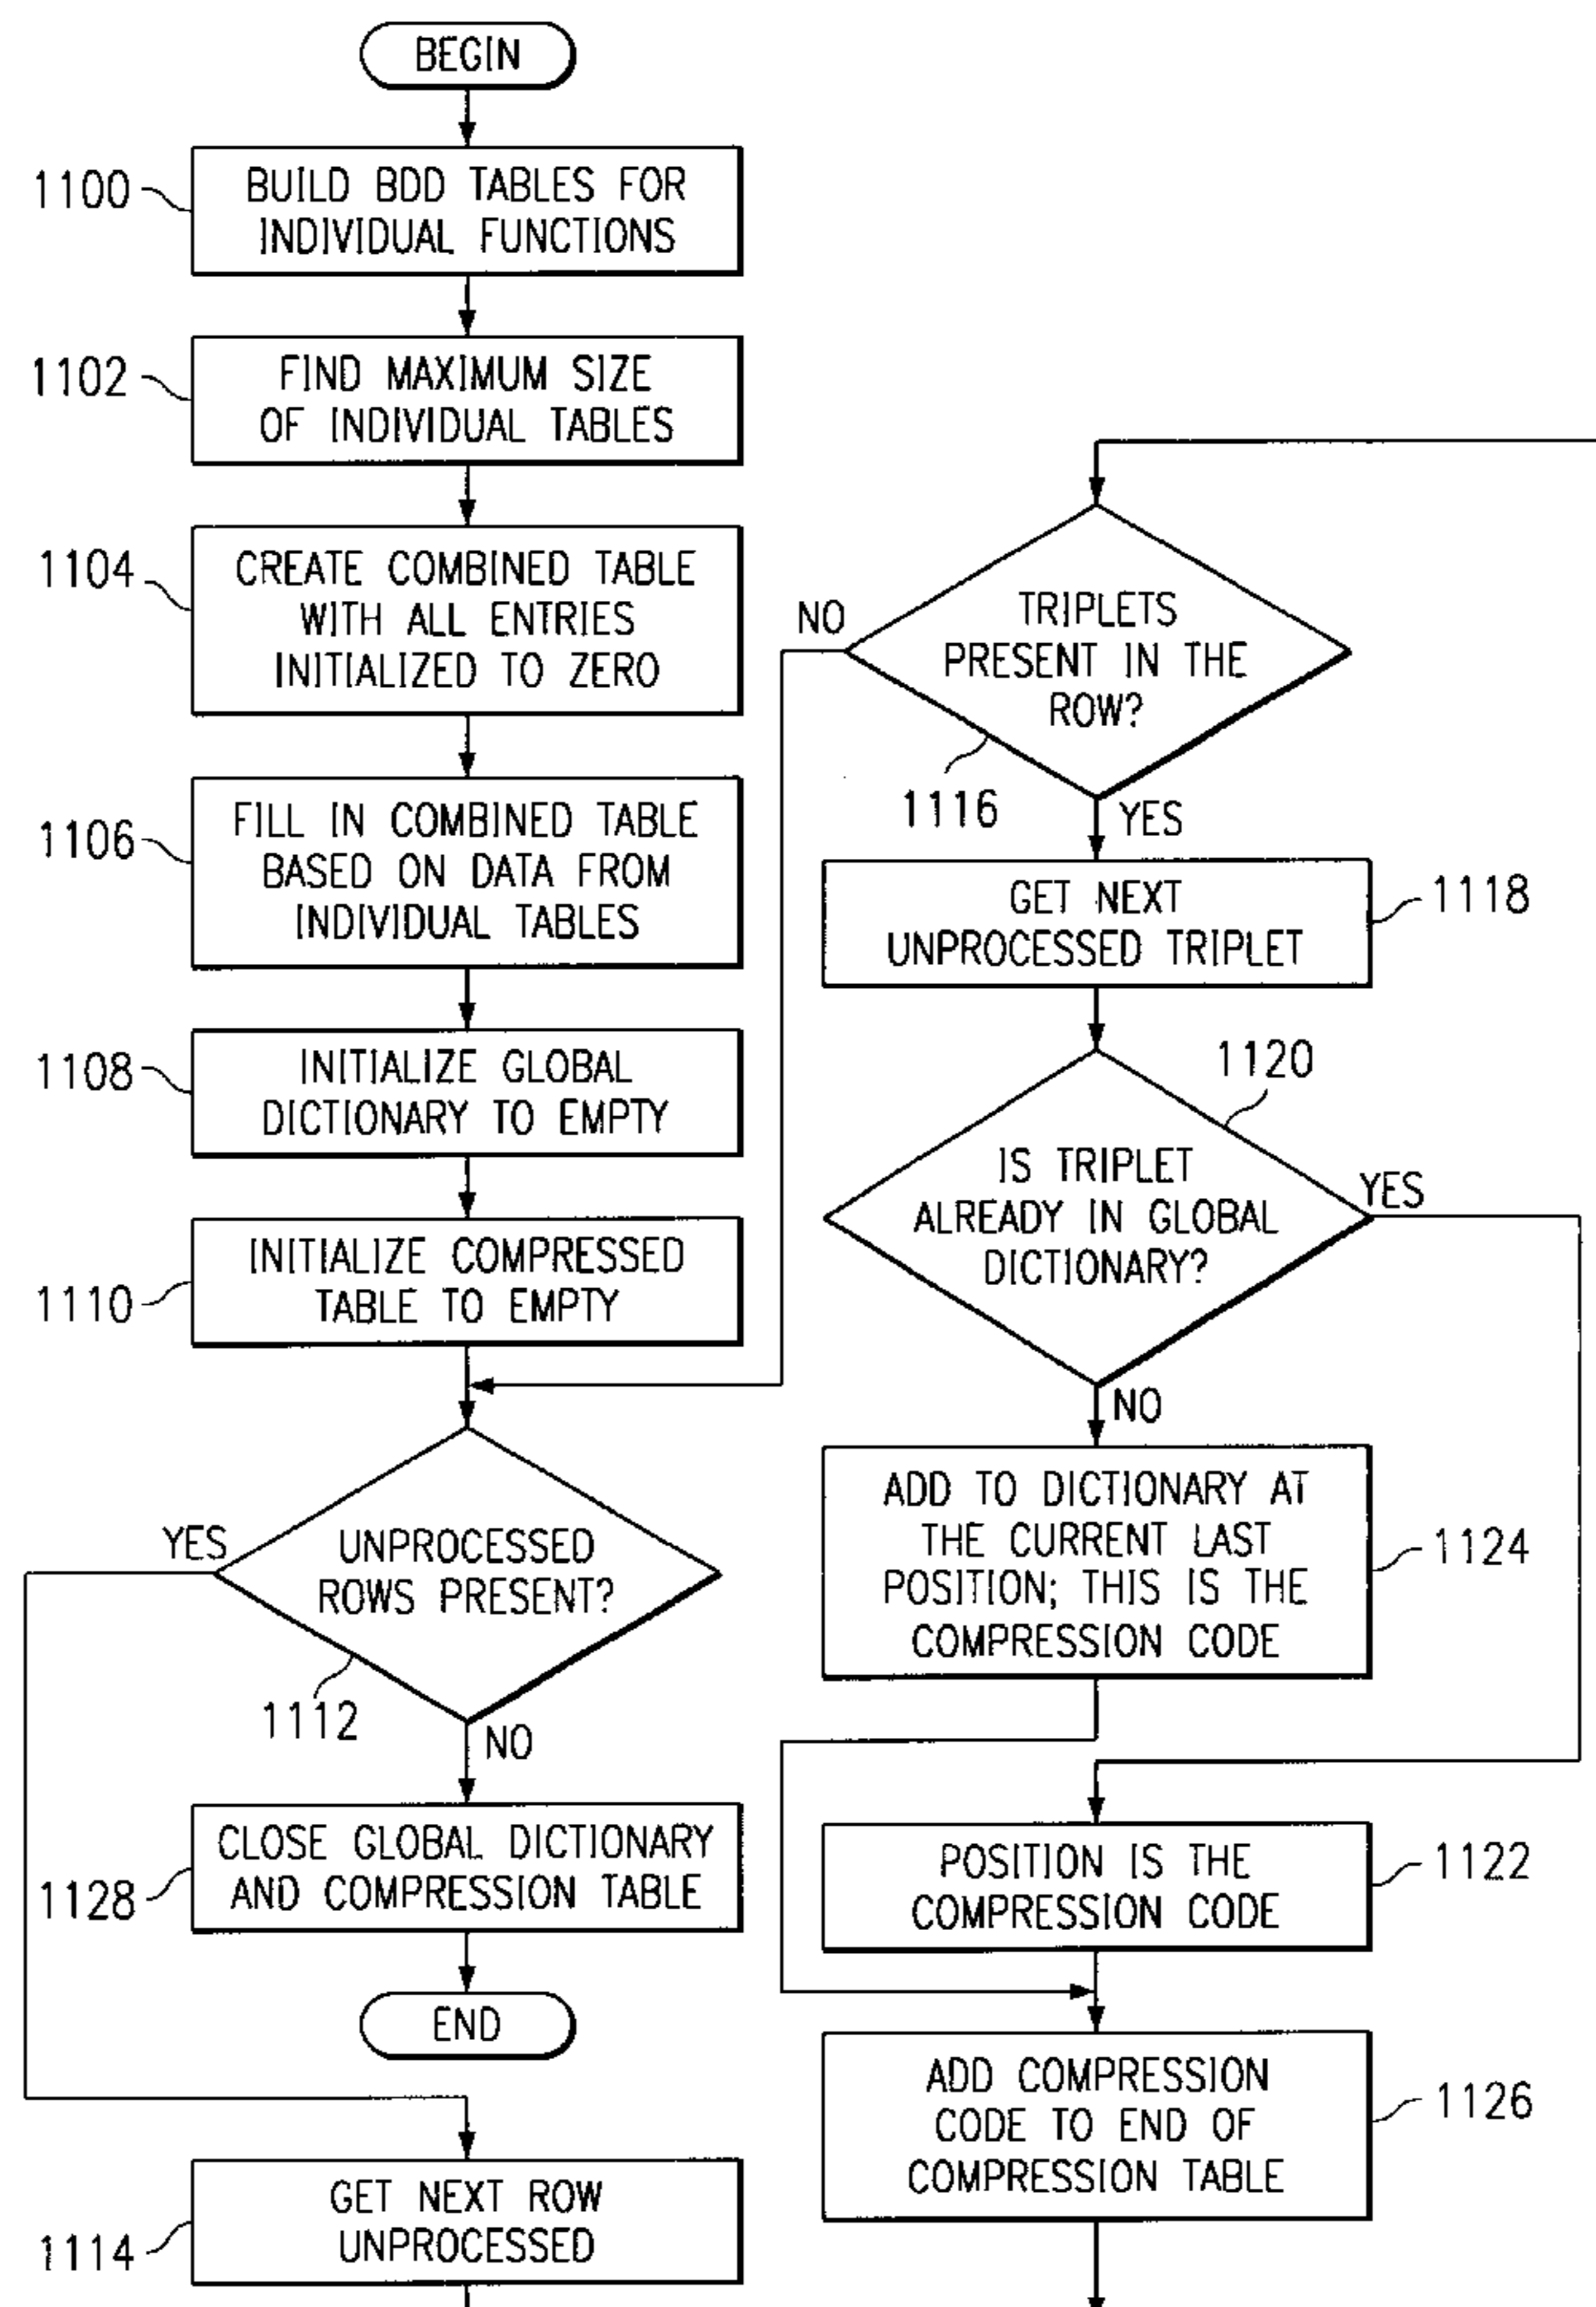 BEGIN
1100
BUILD BDD TABLES FOR
INDIVIDUAL FUNCTIONS
1102
FIND MAXIMUM SIZE
OF INDIVIDUAL TABLES
1104
CREATE COMBINED TABLE
WITH ALL ENTRIES
INITIALIZED TO ZERO
1106
FILL IN COMBINED TABLE
BASED ON DATA FROM
INDIVIDUAL TABLES
1108
INITIALIZE GLOBAL
DICTIONARY TO EMPTY
1110
INITIALIZE COMPRESSED
TABLE TO EMPTY
YES
UNPROCESSED
ROWS PRESENT?
1112
NO
CLOSE GLOBAL DICTIONARY
AND COMPRESSION TABLE
1128
END
GET NEXT ROW
UNPROCESSED
1114
NO
TRIPLETS
PRESENT IN THE
ROW?
1116
YES
GET NEXT
UNPROCESSED TRIPLET
1118
1120
IS TRIPLET
ALREADY IN GLOBAL
DICTIONARY?
YES
NO
ADD TO DICTIONARY AT
THE CURRENT LAST
POSITION; THIS IS THE
COMPRESSION CODE
1124
POSITION IS THE
COMPRESSION CODE
1122
ADD COMPRESSION
CODE TO END OF
COMPRESSION TABLE
1126